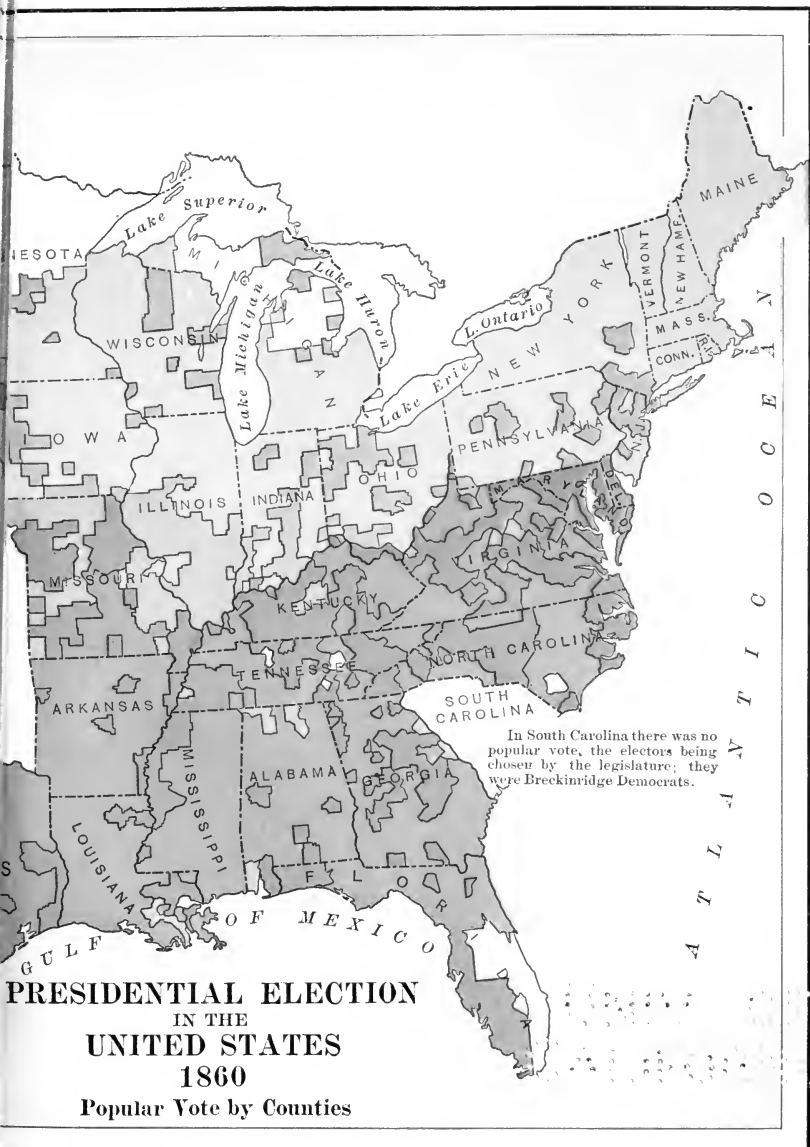 MAINE
Lake Superior
NESOTA
MICHIGAN
Lake Huron
VERMONT
NEW HAMP.
L. Ontario
NEW YORK
WISCONSIN
Lake Michigan
MASS.
CONN.
R.I.
Lake Erie
IOWA
PENNSYLVANIA
N.J.
OHIO
ILLINOIS
INDIANA
MARYLAND
DEL.
MISSOURI
VIRGINIA
KENTUCKY
NORTH CAROLINA
TENNESSEE
ARKANSAS
SOUTH
CAROLINA
In South Carolina there was no
popular vote, the electors being
chosen by the legislature; they
were Breckinridge Democrats.
MISSISSIPPI
ALABAMA
GEORGIA
LOUISIANA
S
FLORIDA
GULF OF MEXICO
ATLANTIC OCEAN
PRESIDENTIAL ELECTION
IN THE
UNITED STATES
1860
Popular Vote by Counties